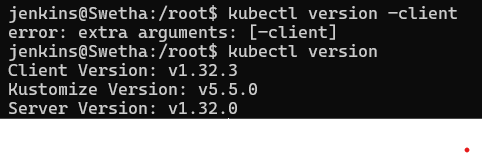 jenkins@Swetha:/root$ kubectl version –client
error: extra arguments: [–client]
jenkins@Swetha:/root$ kubectl version
Client Version: v1.32.3
Kustomize Version: v5.5.0
Server Version: v1.32.0